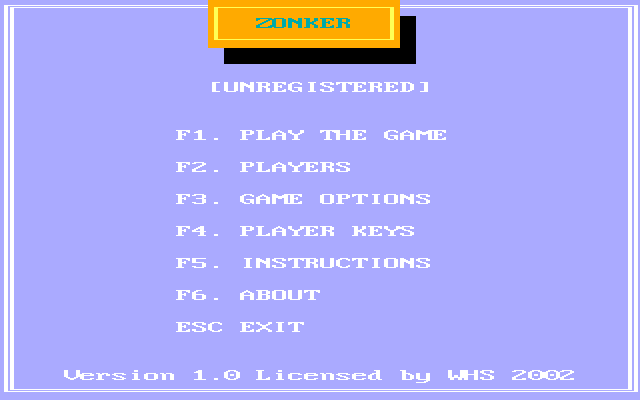 ZONKER
[UNREGISTERED]
F1. PLAY THE GAME
F2. PLAYERS
F3. GAME OPTIONS
F4. PLAYER KEYS
F5. INSTRUCTIONS
F6. ABOUT
ESC EXIT
Version 1.0 Licensed by WHS 2002